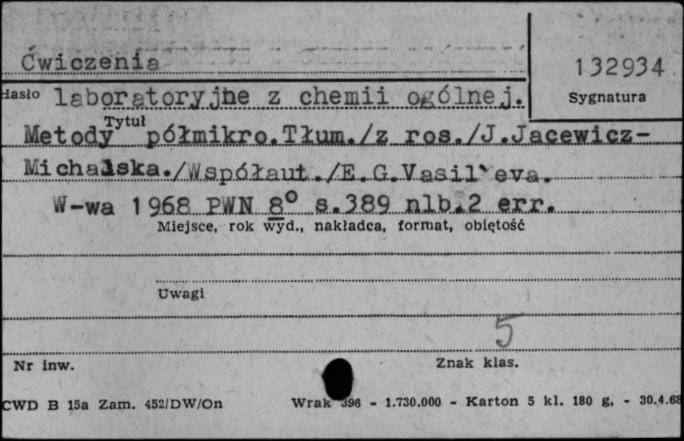 Ćwiczenia
132934
Hasło laboratoryjne z chemii ogólnej.
Sygnatura
Tytuł
Metody półmikro.Tłum./z ros./J.Jacewicz-
Michalska./Współaut./E.G.Vasil'eva.
W-wa 1968 PWN 8° s.389 nlb.2 err.
Miejsce, rok wyd., nakładca, format, objętość
Uwagi
5
Nr inw. Znak klas.
CWD B 15a Zam. 452/DW/On Wrak 396 - 1.730.000 - Karton 5 kl. 180 g. - 30.4.68